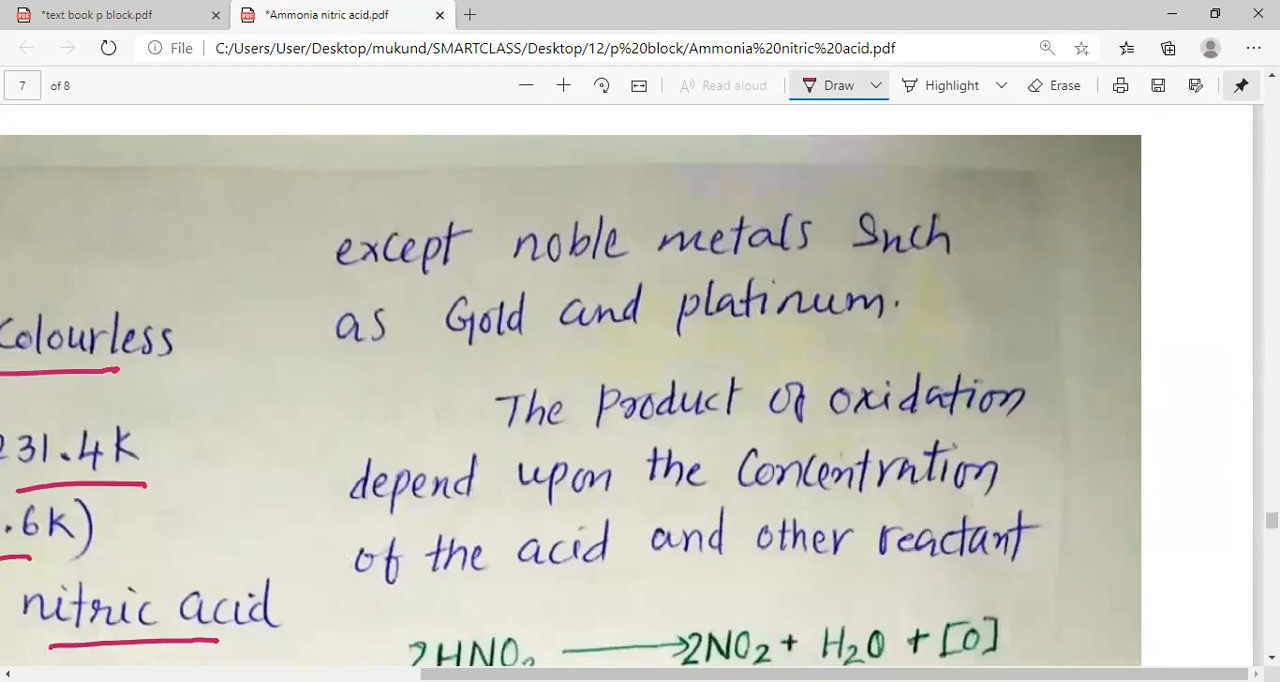 *text book p block.pdf
*Ammonia nitric acid.pdf
File
C:/Users/User/Desktop/mukund/SMARTCLASS/Desktop/12/p%20block/Ammonia%20nitric%20acid.pdf
7 of 8
Read aloud
Draw
Highlight
Erase
except noble metals Such
as Gold and platinum.
Colourless
The product of oxidation
231.4K
depend upon the Concentration
.6K)
of the acid and other reactant
nitric acid
2HNO3 → 2NO2 + H2O + [O]